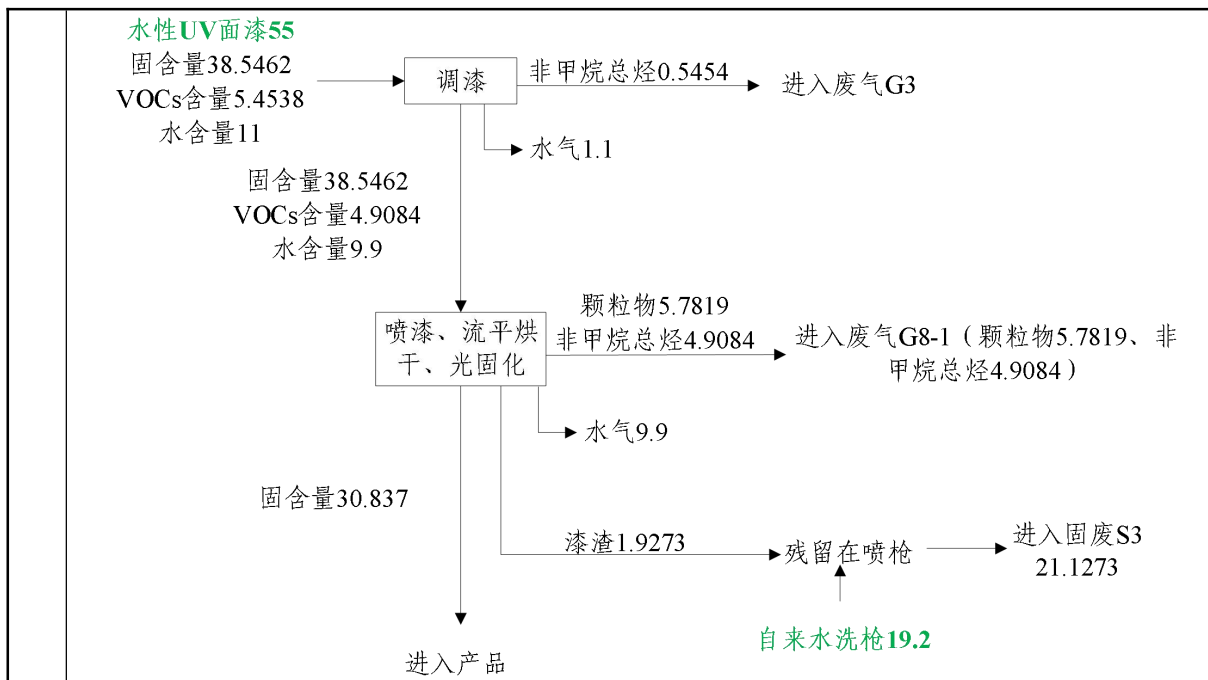 水性UV面漆55
固含量38.5462
VOCs含量5.4538
水含量11
调漆
非甲烷总烃0.5454
进入废气G3
水气1.1
固含量38.5462
VOCs含量4.9084
水含量9.9
喷漆、流平烘
干、光固化
颗粒物5.7819
非甲烷总烃4.9084
进入废气G8-1（颗粒物5.7819、非
甲烷总烃4.9084）
水气9.9
固含量30.837
漆渣1.9273
残留在喷枪
进入固废S3
21.1273
自来水洗枪19.2
进入产品